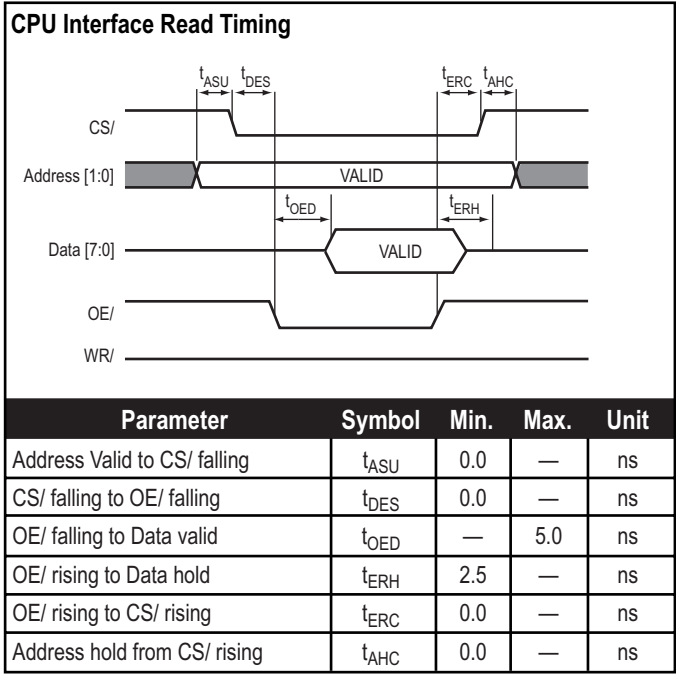 CPU Interface Read Timing
tASU tDES tERC tAHC
CS/
Address [1:0] VALID
tOED tERH
Data [7:0] VALID
OE/
WR/
Parameter Symbol Min. Max. Unit
Address Valid to CS/ falling tASU 0.0 — ns
CS/ falling to OE/ falling tDES 0.0 — ns
OE/ falling to Data valid tOED — 5.0 ns
OE/ rising to Data hold tERH 2.5 — ns
OE/ rising to CS/ rising tERC 0.0 — ns
Address hold from CS/ rising tAHC 0.0 — ns